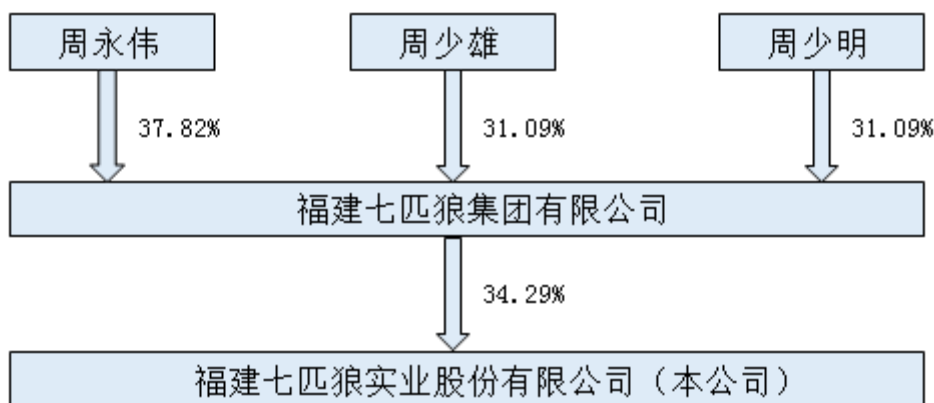 周永伟 周少雄 周少明
37.82% 31.09% 31.09%
福建七匹狼集团有限公司
34.29%
福建七匹狼实业股份有限公司（本公司）